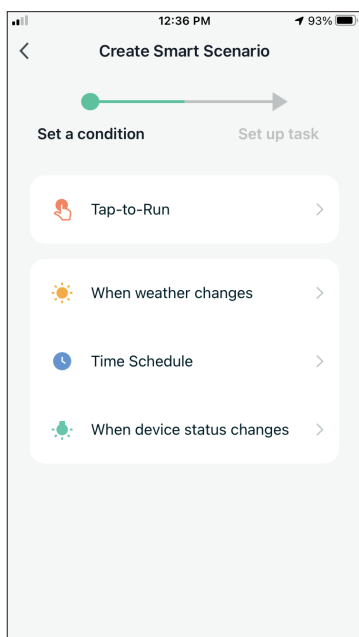 12:36 PM 93%
Create Smart Scenario
Set a condition Set up task
Tap-to-Run
When weather changes
Time Schedule
When device status changes